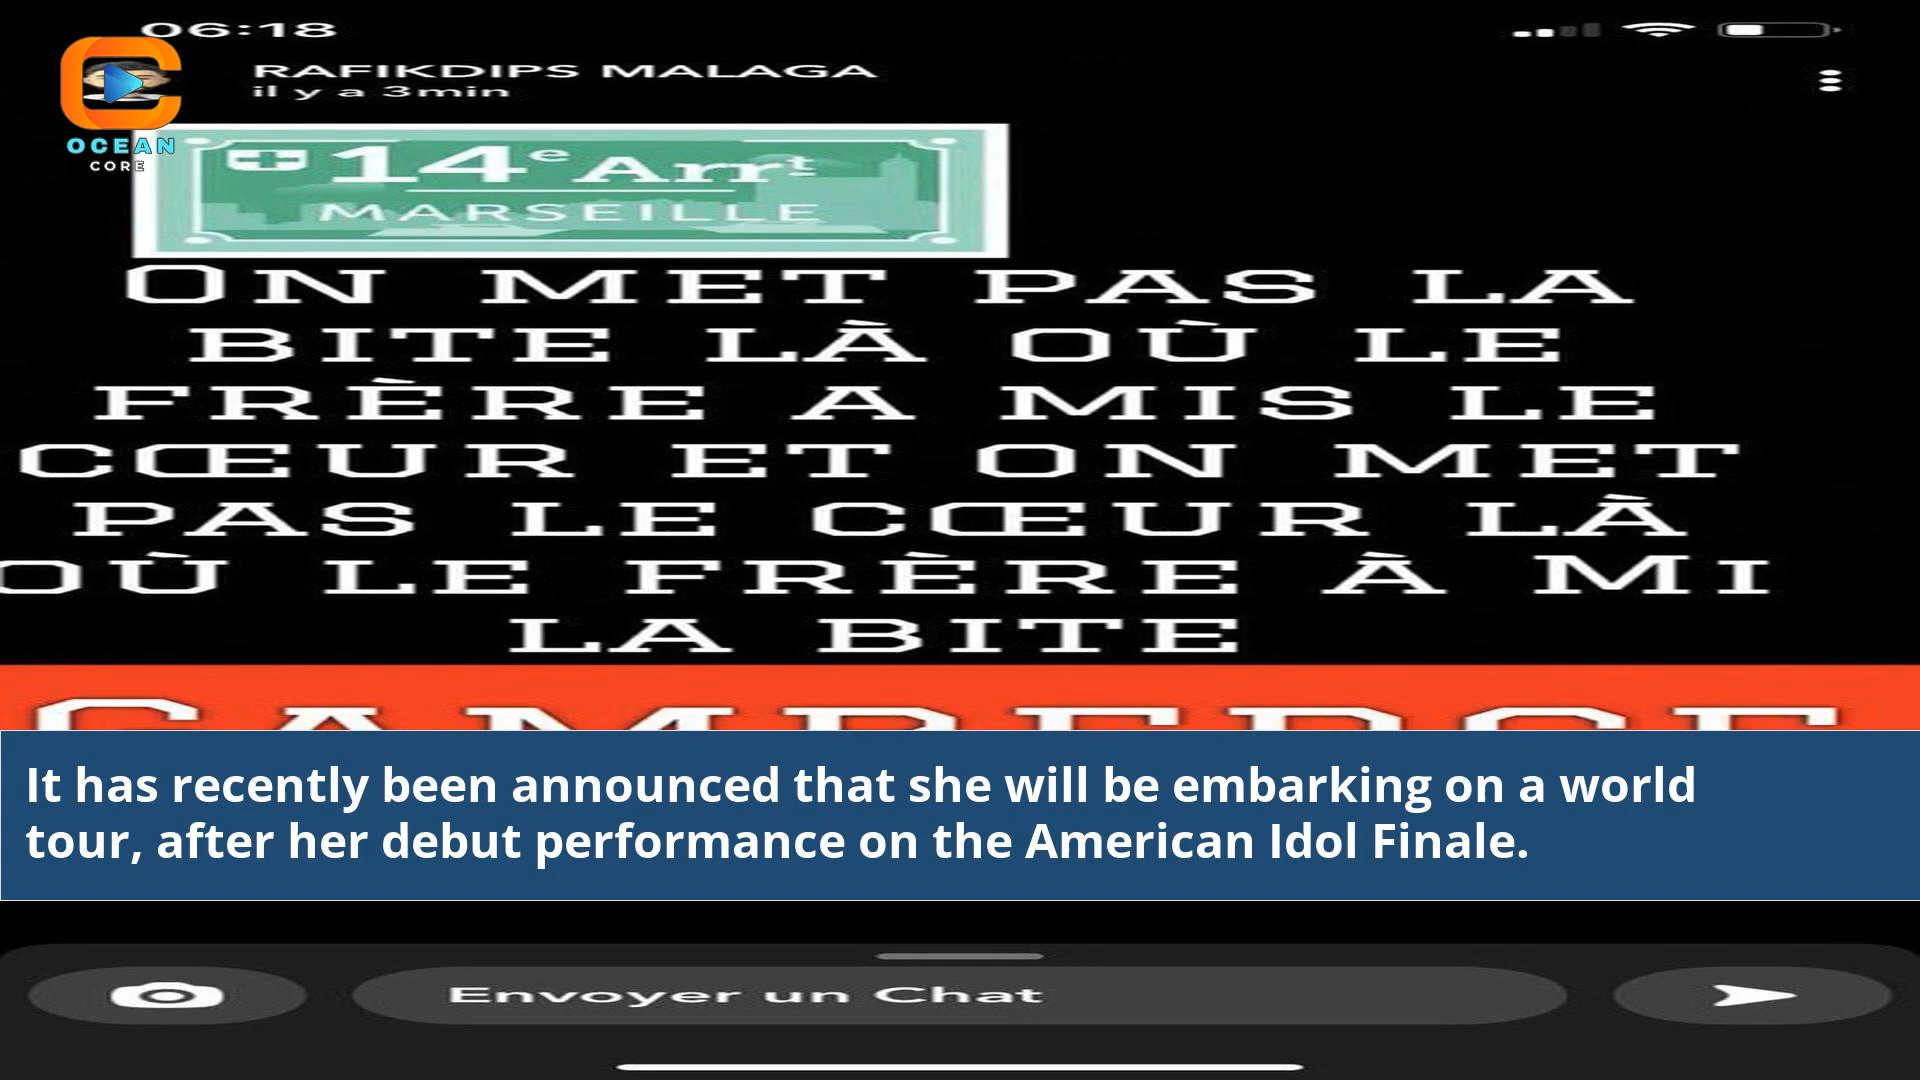 06:18
RAFIKDIPS MALAGA
il y a 3min
OCEAN
CORE
14e Arrt
MARSEILLE
ON MET PAS LA
BITE LÀ OÙ LE
FRÈRE A MIS LE
CŒUR ET ON MET
PAS LE CŒUR LÀ
OÙ LE FRÈRE À MI
LA BITE
It has recently been announced that she will be embarking on a world
tour, after her debut performance on the American Idol Finale.
Envoyer un Chat